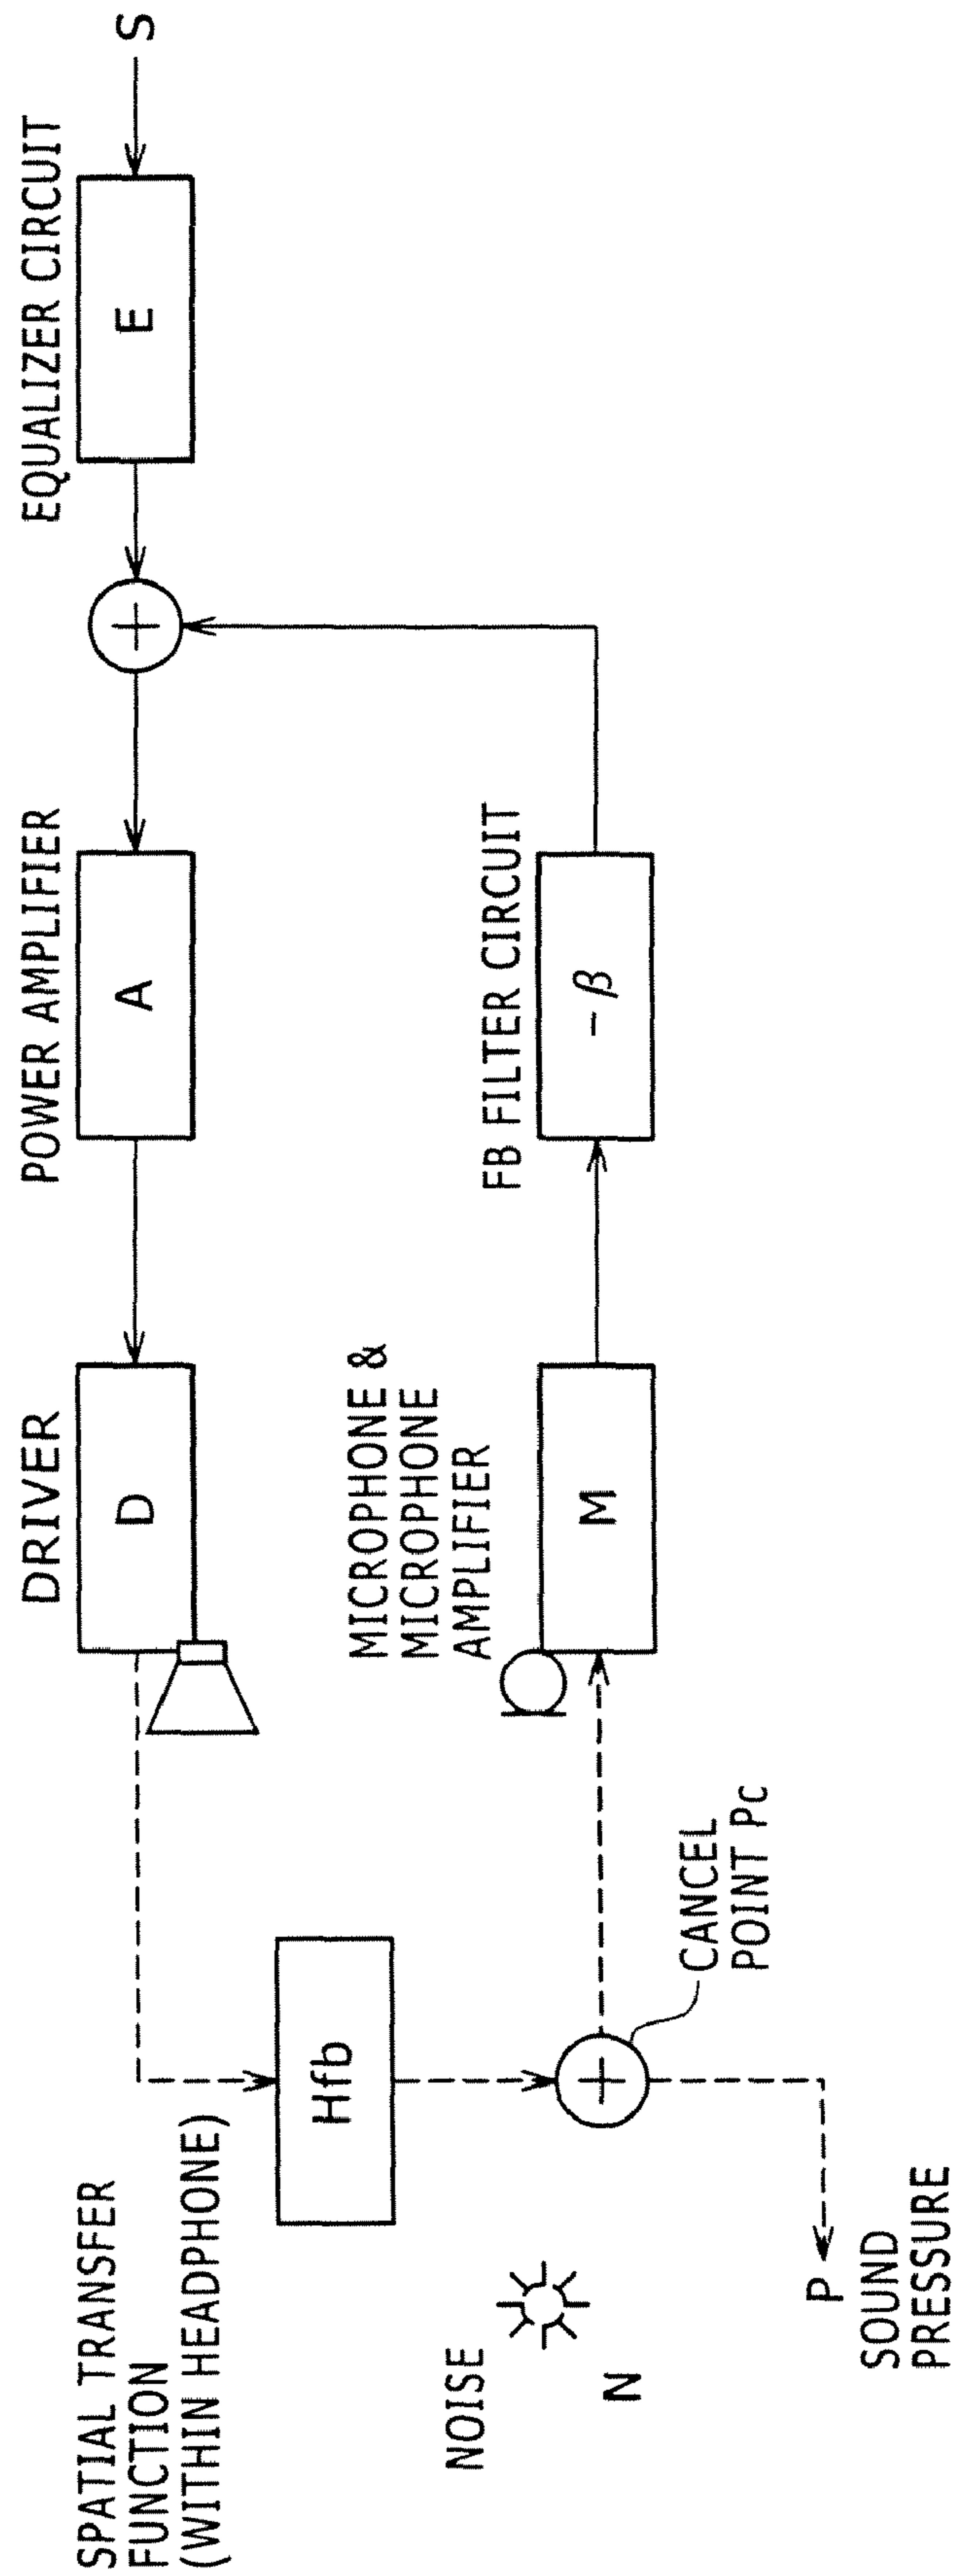 SPATIAL TRANSFER
FUNCTION
(WITHIN HEADPHONE)
DRIVER
D
POWER AMPLIFIER
A
EQUALIZER CIRCUIT
E
S
+
Hfb
MICROPHONE &
MICROPHONE
AMPLIFIER
M
FB FILTER CIRCUIT
-β
NOISE
N
+
CANCEL
POINT Pc
P
SOUND
PRESSURE